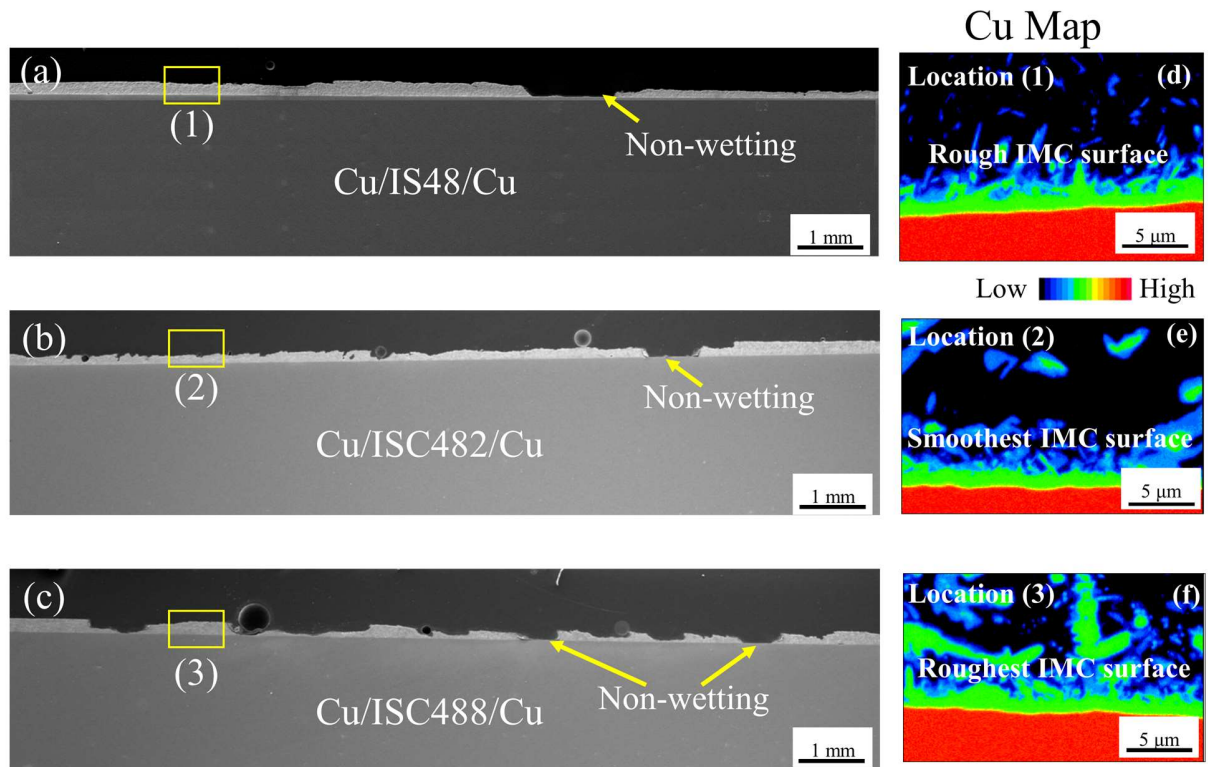 Cu Map
(a)
(1)
Non-wetting
Cu/IS48/Cu
1 mm
Location (1)
(d)
Rough IMC surface
5 μm
Low
High
(b)
(2)
Non-wetting
Cu/ISC482/Cu
1 mm
Location (2)
(e)
Smoothest IMC surface
5 μm
(c)
(3)
Non-wetting
Cu/ISC488/Cu
1 mm
Location (3)
(f)
Roughest IMC surface
5 μm